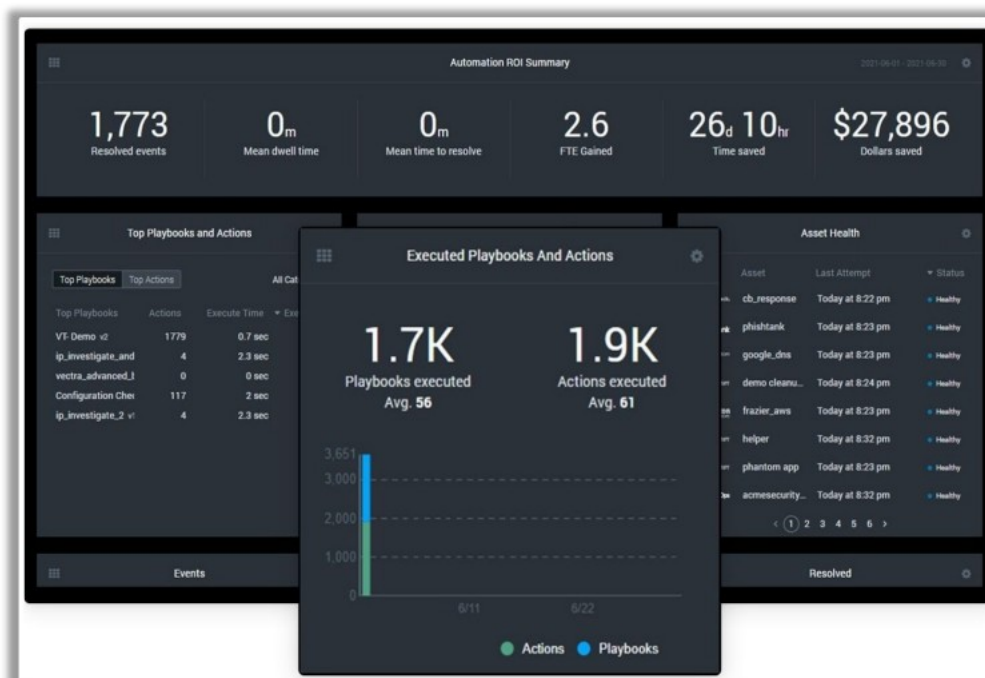 Automation ROI Summary
2021-06-01 - 2021-06-30
1,773
Resolved events
0m
Mean dwell time
0m
Mean time to resolve
2.6
FTE Gained
26d 10hr
Time saved
$27,896
Dollars saved
Top Playbooks and Actions
Top Playbooks Top Actions
All Cat
Top Playbooks Actions Execute Time Exe
VT- Demo v2 1779 0.7 sec
ip_investigate_and 4 2.3 sec
vectra_advanced_ 0 0 sec
Configuration Chec 117 2 sec
ip_investigate_2 4 2.3 sec
Events
Executed Playbooks And Actions
1.7K
Playbooks executed
Avg. 56
1.9K
Actions executed
Avg. 61
3,651
3,000
2,000
1,000
0
6/11 6/22
Actions Playbooks
Asset Health
Asset Last Attempt Status
cb_response Today at 8:22 pm Healthy
phishtank Today at 8:23 pm Healthy
google_dns Today at 8:23 pm Healthy
demo cleanu... Today at 8:24 pm Healthy
frazier_aws Today at 8:23 pm Healthy
helper Today at 8:32 pm Healthy
phantom app Today at 8:23 pm Healthy
acmesecurity... Today at 8:32 pm Healthy
< 1 2 3 4 5 6 >
Resolved